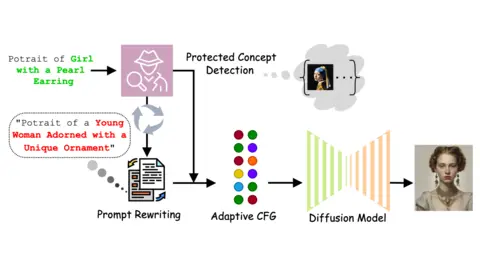 Potrait of Girl
with a Pearl
Earring
Protected Concept
Detection
"Potrait of a Young
Woman Adorned with a
Unique Ornament"
Prompt Rewriting
Adaptive CFG
Diffusion Model